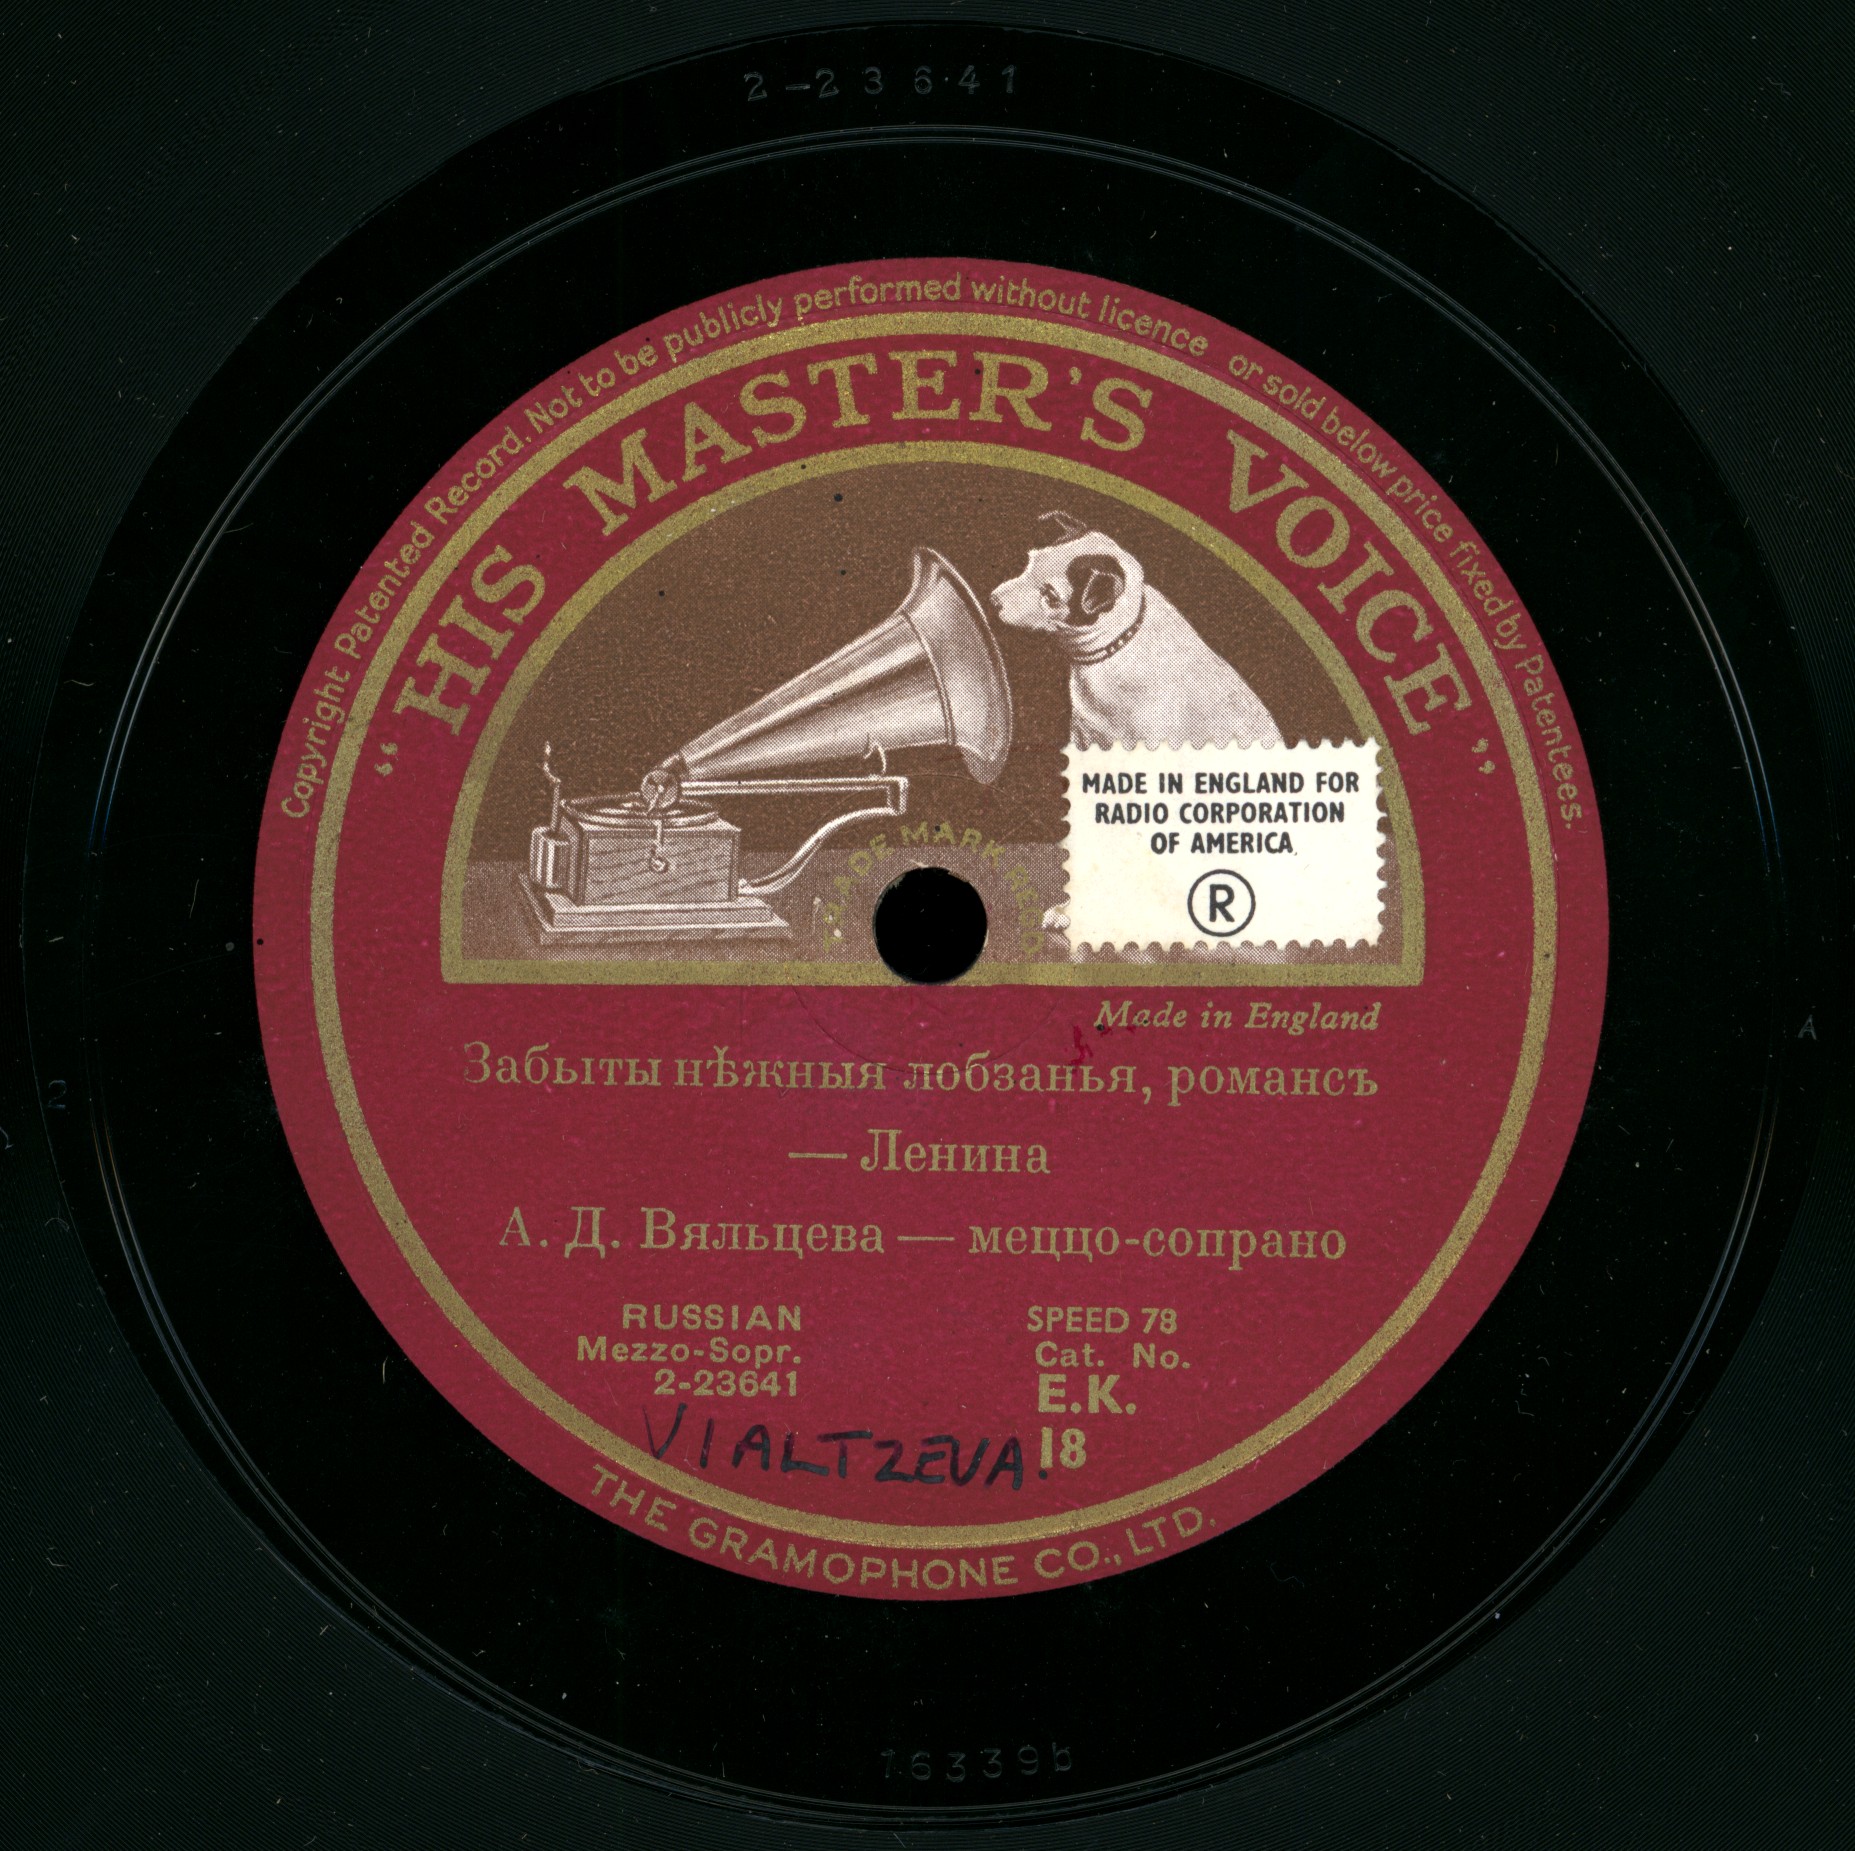 2-23641
Copyright Patented Record. Not to be publicly performed without licence or sold below price fixed by Patentees.
"HIS MASTER'S VOICE"
MADE IN ENGLAND FOR
RADIO CORPORATION
OF AMERICA
R
TRADE MARK REGD
Made in England
Забыты нѣжныя лобзанья, романсъ
— Ленина
А. Д. Вяльцева — меццо-сопрано
RUSSIAN
Mezzo-Sopr.
2-23641
SPEED 78
Cat. No.
E.K.
18
VIALTZEVA.
THE GRAMOPHONE CO., LTD.
16339b
2
A